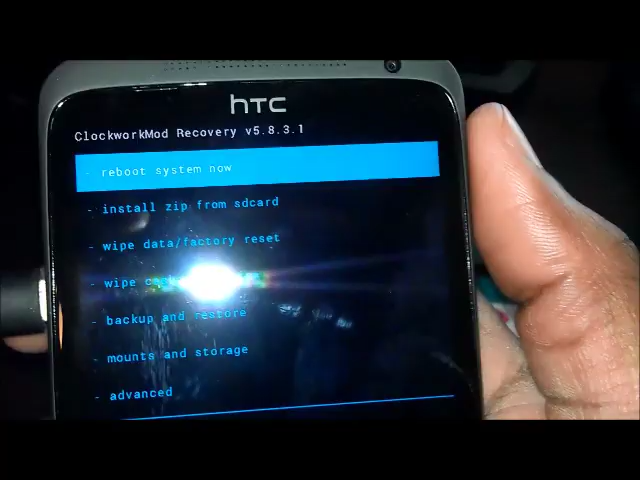 hTC
ClockworkMod Recovery v5.8.3.1
- reboot system now
- install zip from sdcard
- wipe data/factory reset
- wipe
- backup and restore
- mounts and storage
- advanced